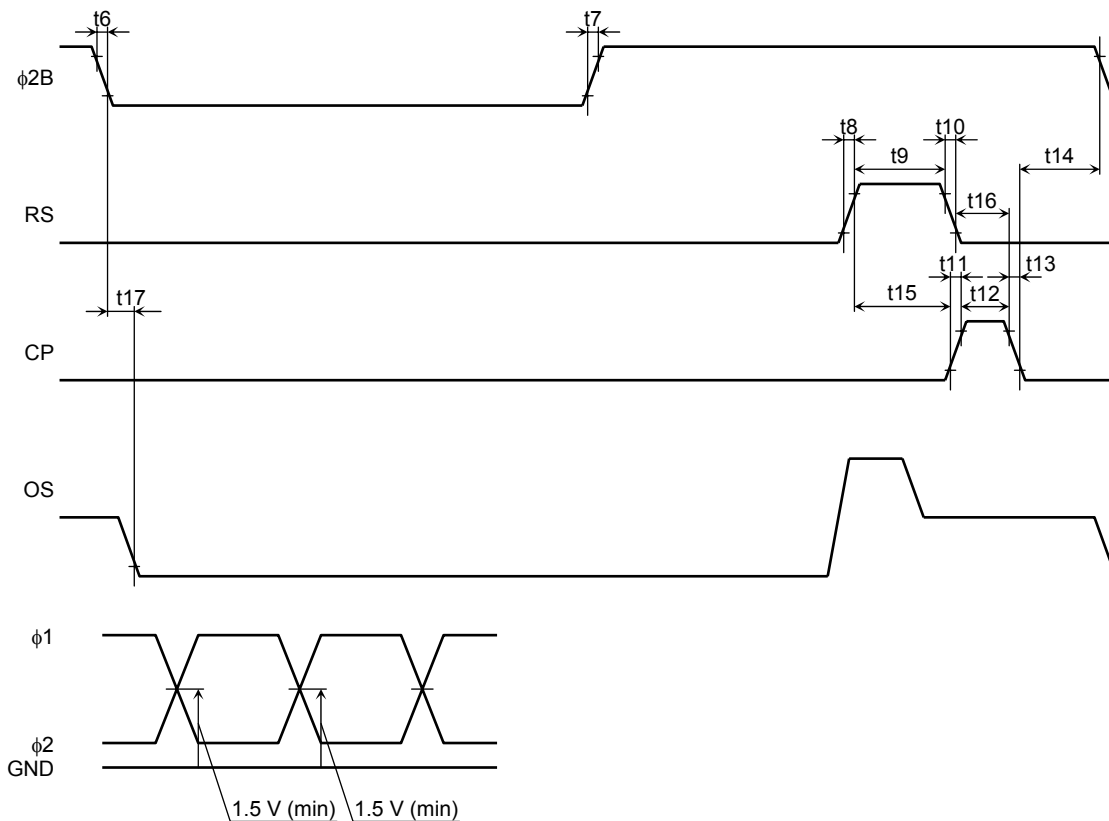 t6
t7
ϕ2B
t8
t10
t9
t14
RS
t16
t11
t13
t17
t15
t12
CP
OS
ϕ1
ϕ2
GND
1.5 V (min)
1.5 V (min)